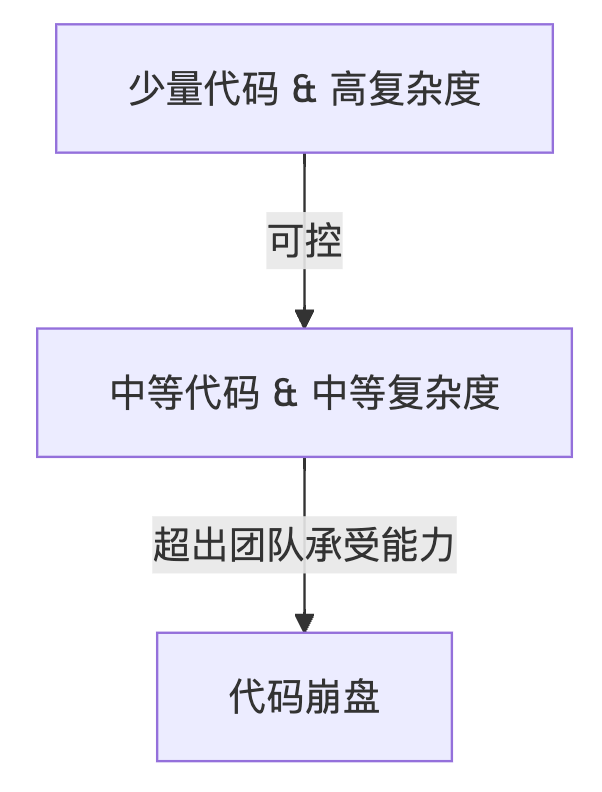 少量代码 & 高复杂度
可控
中等代码 & 中等复杂度
超出团队承受能力
代码崩盘